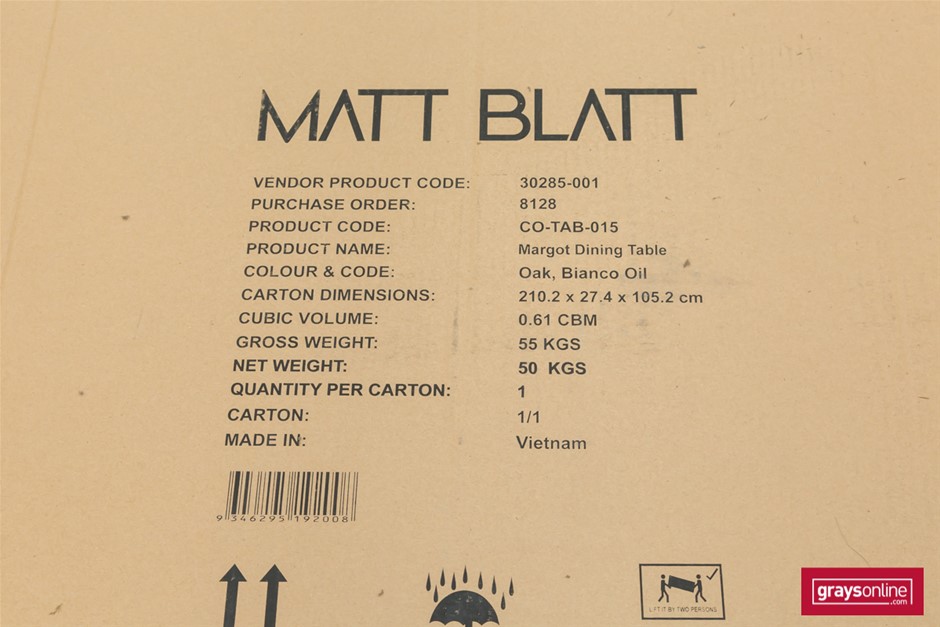 MATT BLATT
VENDOR PRODUCT CODE: 30285-001
PURCHASE ORDER: 8128
PRODUCT CODE: CO-TAB-015
PRODUCT NAME: Margot Dining Table
COLOUR & CODE: Oak, Bianco Oil
CARTON DIMENSIONS: 210.2 x 27.4 x 105.2 cm
CUBIC VOLUME: 0.61 CBM
GROSS WEIGHT: 55 KGS
NET WEIGHT: 50 KGS
QUANTITY PER CARTON: 1
CARTON: 1/1
MADE IN: Vietnam
9 346295 192008
LIFT IT BY TWO PERSONS
graysonline.com